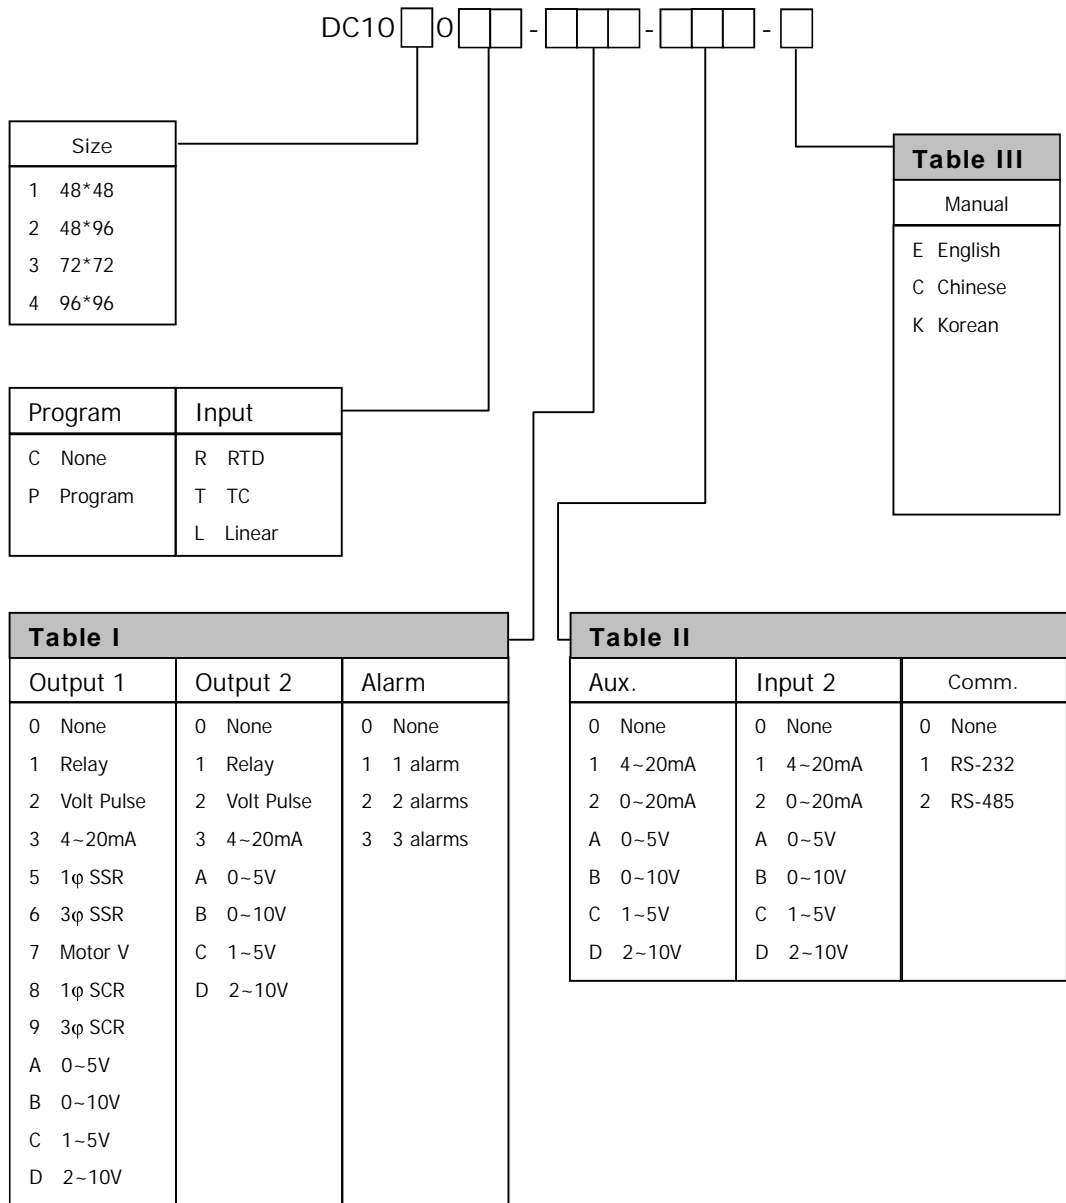 DC10 0 - - -
Size
1 48*48
2 48*96
3 72*72
4 96*96
Table III
Manual
E English
C Chinese
K Korean
Program Input
C None R RTD
P Program T TC
L Linear
Table I
Output 1 Output 2 Alarm
0 None 0 None 0 None
1 Relay 1 Relay 1 1 alarm
2 Volt Pulse 2 Volt Pulse 2 2 alarms
3 4~20mA 3 4~20mA 3 3 alarms
5 1φ SSR A 0~5V
6 3φ SSR B 0~10V
7 Motor V C 1~5V
8 1φ SCR D 2~10V
9 3φ SCR
A 0~5V
B 0~10V
C 1~5V
D 2~10V
Table II
Aux. Input 2 Comm.
0 None 0 None 0 None
1 4~20mA 1 4~20mA 1 RS-232
2 0~20mA 2 0~20mA 2 RS-485
A 0~5V A 0~5V
B 0~10V B 0~10V
C 1~5V C 1~5V
D 2~10V D 2~10V